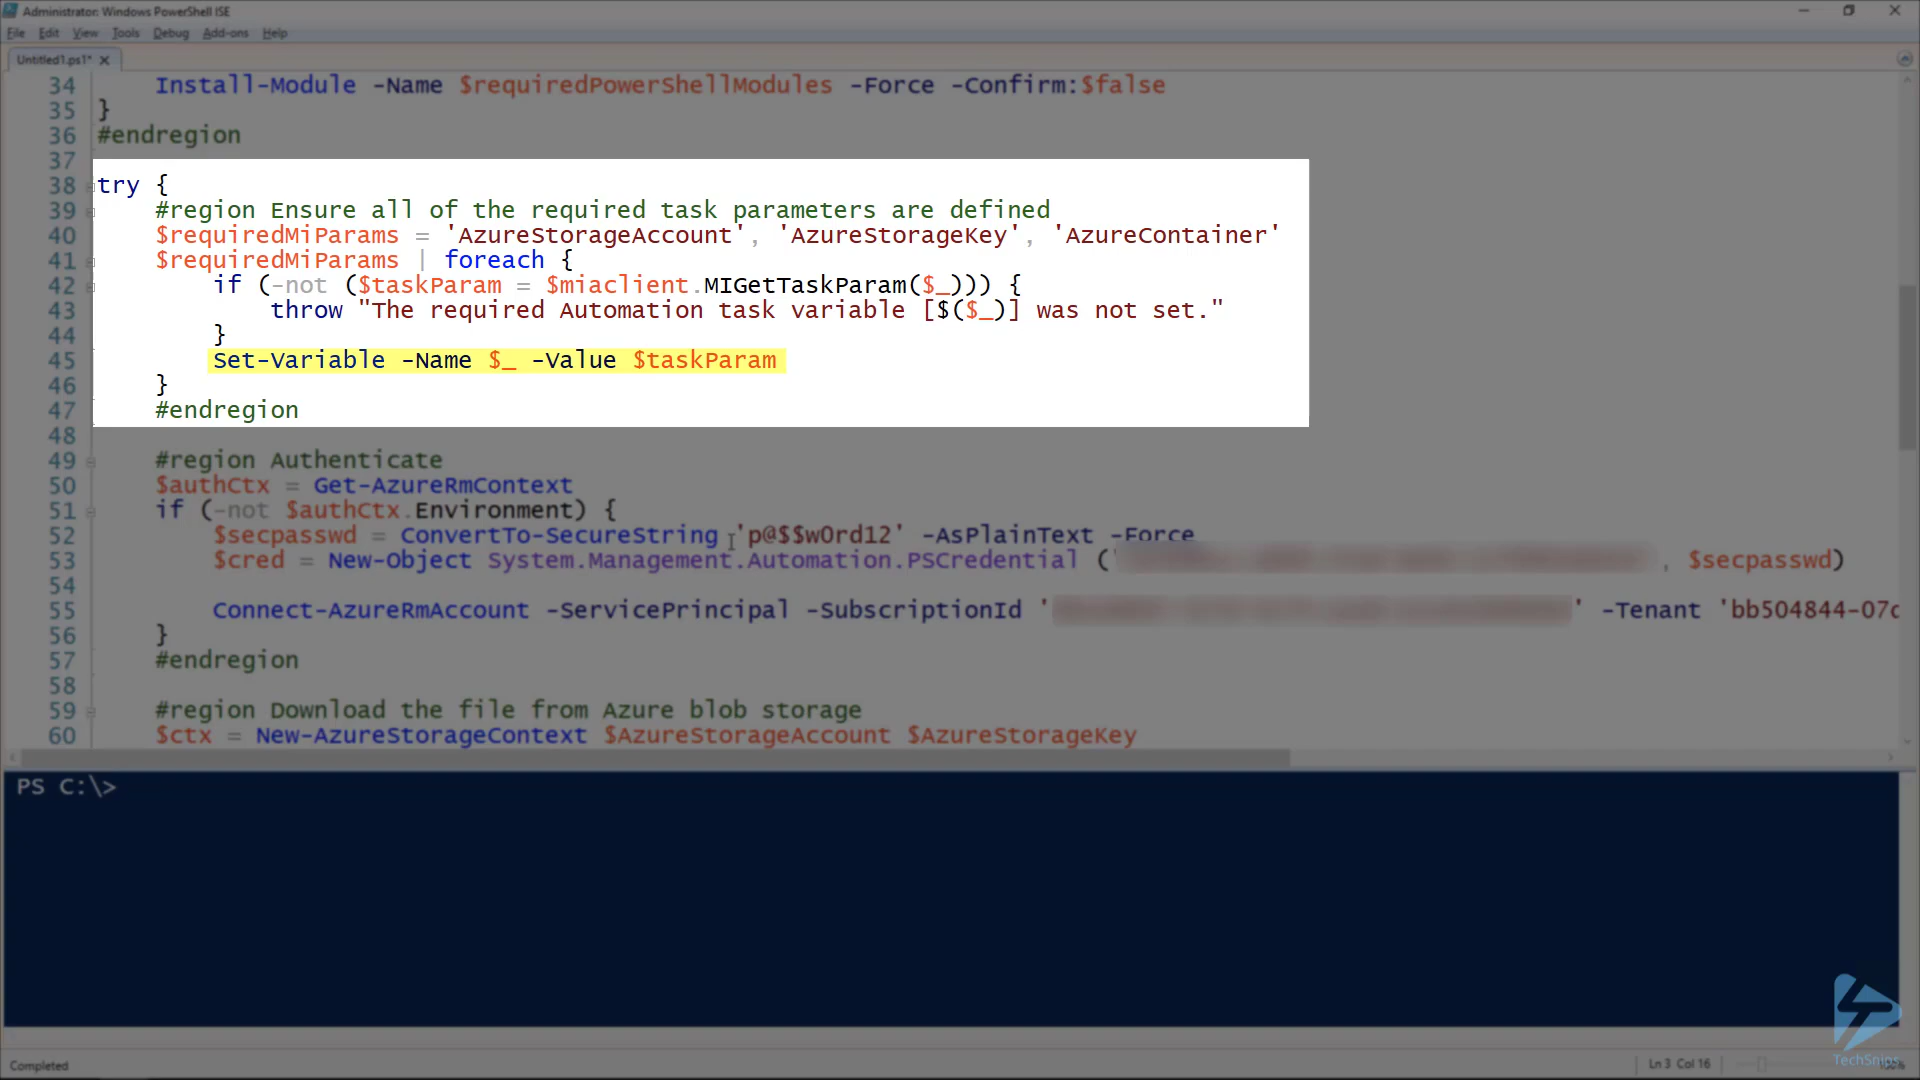 Administrator: Windows PowerShell ISE
File Edit View Tools Debug Add-ons Help
Untitled1.ps1* X
34 Install-Module -Name $requiredPowerShellModules -Force -Confirm:$false
35 }
36 #endregion
37
38 try {
39 #region Ensure all of the required task parameters are defined
40 $requiredMiParams = 'AzureStorageAccount', 'AzureStorageKey', 'AzureContainer'
41 $requiredMiParams | foreach {
42 if (-not ($taskParam = $miaclient.MIGetTaskParam($_))) {
43 throw "The required Automation task variable [$($_)] was not set."
44 }
45 Set-Variable -Name $_ -Value $taskParam
46 }
47 #endregion
48
49 #region Authenticate
50 $authCtx = Get-AzureRmContext
51 if (-not $authCtx.Environment) {
52 $secpasswd = ConvertTo-SecureString 'p@$$w0rd12' -AsPlainText -Force
53 $cred = New-Object System.Management.Automation.PSCredential ( , $secpasswd)
54
55 Connect-AzureRmAccount -ServicePrincipal -SubscriptionId ' ' -Tenant 'bb504844-07
56 }
57 #endregion
58
59 #region Download the file from Azure blob storage
60 $ctx = New-AzureStorageContext $AzureStorageAccount $AzureStorageKey
PS C:\>
Completed
Ln 3 Col 16
TechSnips